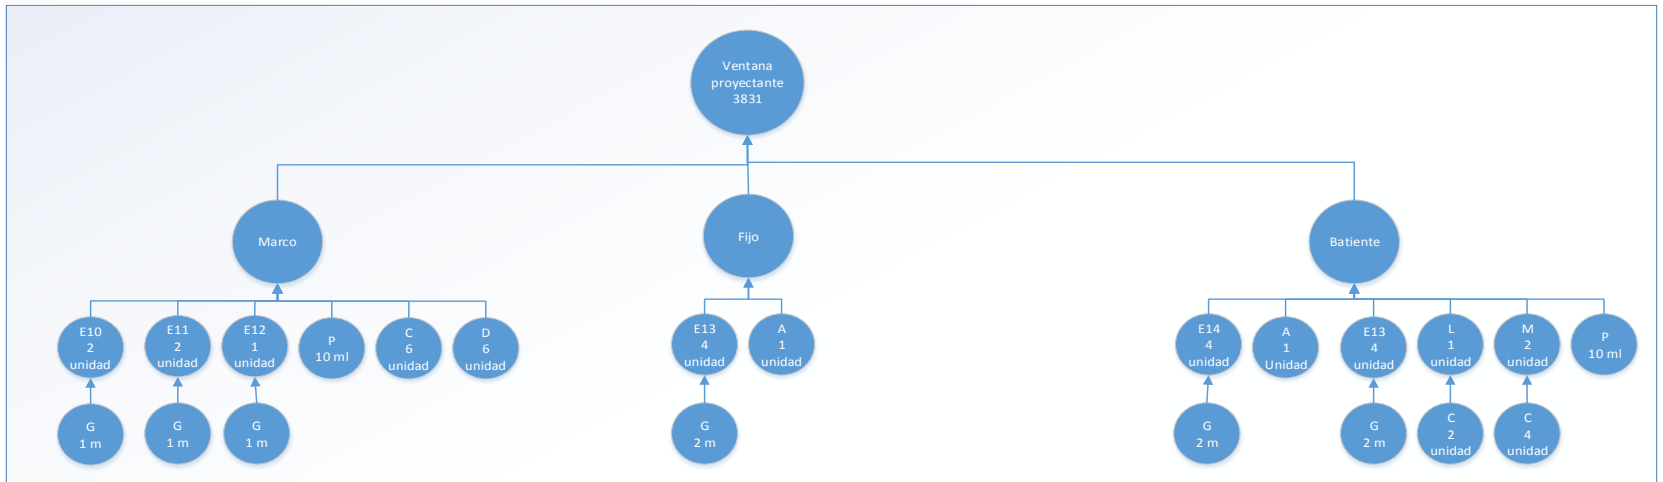 Ventana
proyectante
3831
Marco
Fijo
Batiente
E10
2
unidad
E11
2
unidad
E12
1
unidad
P
10 ml
C
6
unidad
D
6
unidad
E13
4
unidad
A
1
unidad
E14
4
unidad
A
1
Unidad
E13
4
unidad
L
1
unidad
M
2
unidad
P
10 ml
G
1 m
G
1 m
G
1 m
G
2 m
G
2 m
G
2 m
C
2
unidad
C
4
unidad